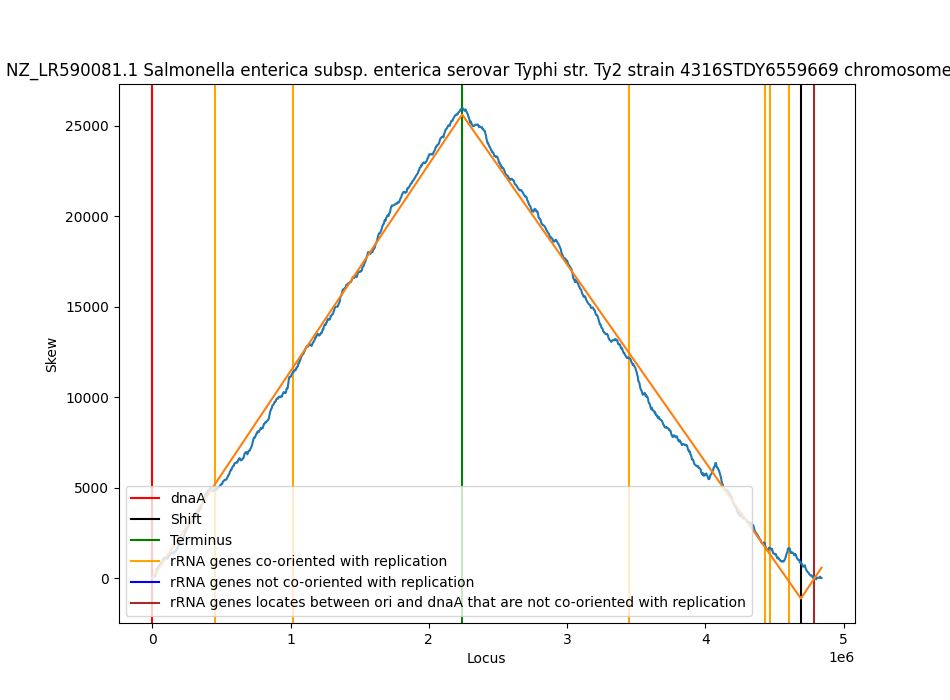 NZ_LR590081.1 Salmonella enterica subsp. enterica serovar Typhi str. Ty2 strain 4316STDY6559669 chromosome
25000
20000
15000
10000
5000
0
Skew
dnaA
Shift
Terminus
rRNA genes co-oriented with replication
rRNA genes not co-oriented with replication
rRNA genes locates between ori and dnaA that are not co-oriented with replication
0 1 2 3 4 5
1e6
Locus